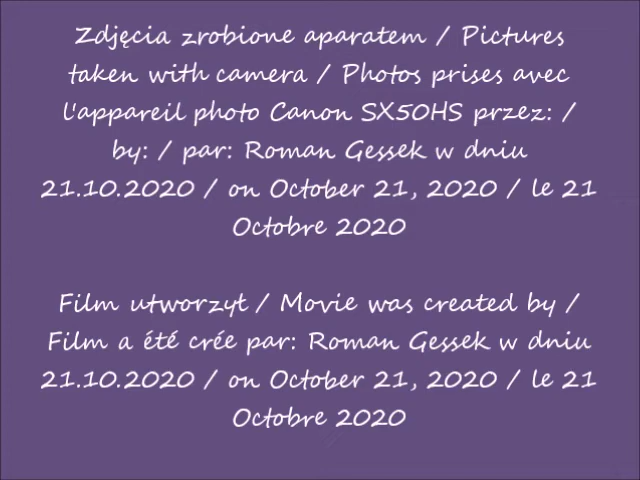 Zdjęcia zrobione aparatem / Pictures
taken with camera / Photos prises avec
l'appareil photo Canon SX50HS przez: /
by: / par: Roman Gessek w dniu
21.10.2020 / on October 21, 2020 / le 21
Octobre 2020
Film utworzył / Movie was created by /
Film a été crée par: Roman Gessek w dniu
21.10.2020 / on October 21, 2020 / le 21
Octobre 2020